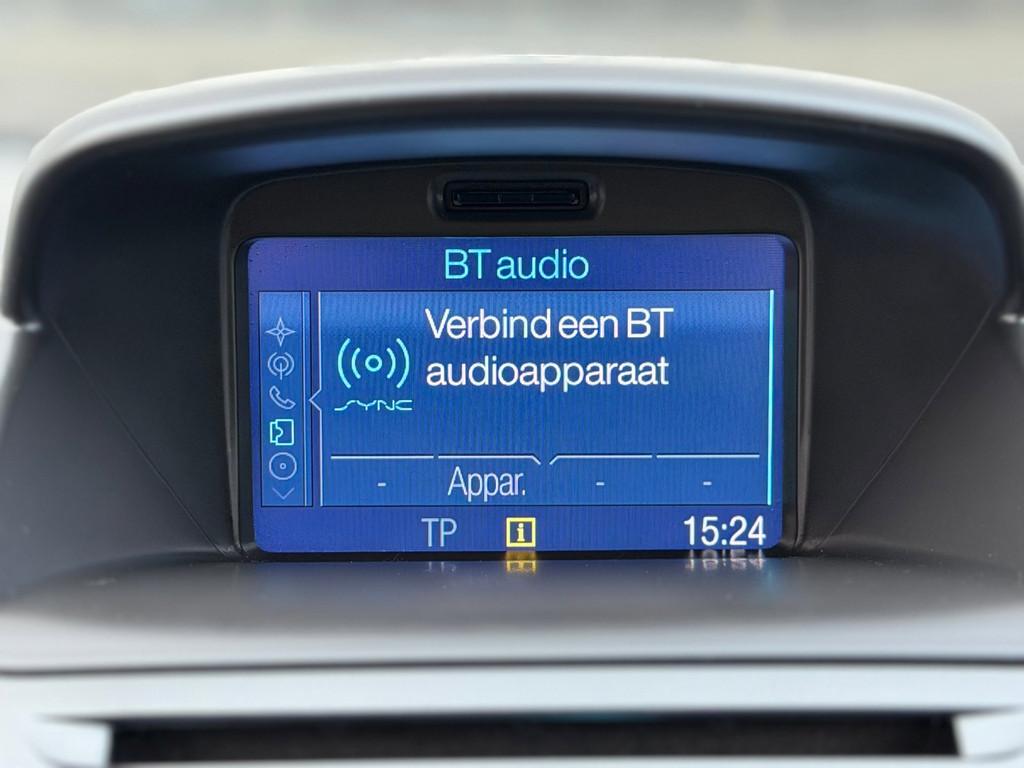 BT audio
Verbind een BT
audioapparaat
SYNC
- Appar. - -
TP i 15:24